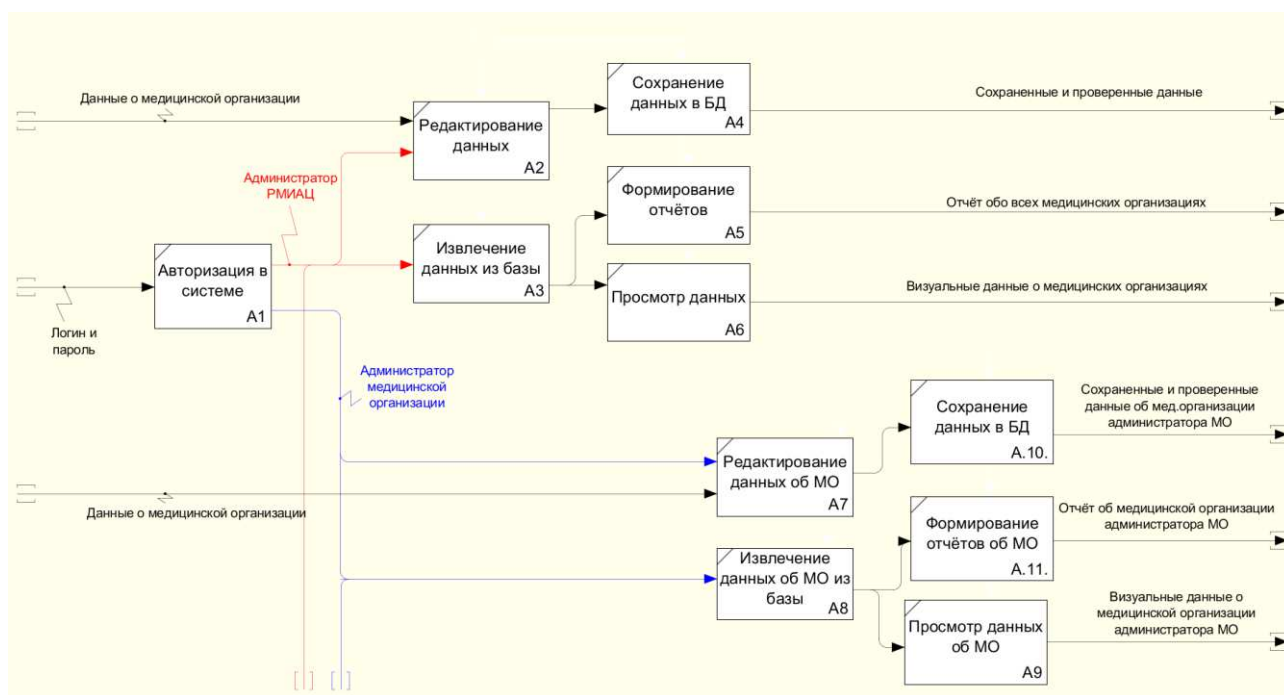 Данные о медицинской организации
Редактирование
данных
A2
Сохранение
данных в БД
A4
Сохраненные и проверенные данные
Администратор
РМИАЦ
Формирование
отчётов
A5
Отчёт обо всех медицинских организациях
Авторизация в
системе
A1
Извлечение
данных из базы
A3
Просмотр данных
A6
Визуальные данные о медицинских организациях
Логин и
пароль
Администратор
медицинской
организации
Сохранение
данных в БД
A.10.
Сохраненные и проверенные
данные об мед.организации
администратора МО
Редактирование
данных об МО
A7
Данные о медицинской организации
Формирование
отчётов об МО
A.11.
Отчёт об медицинской организации
администратора МО
Извлечение
данных об МО из
базы
A8
Просмотр данных
об МО
A9
Визуальные данные о
медицинской организации
администратора МО